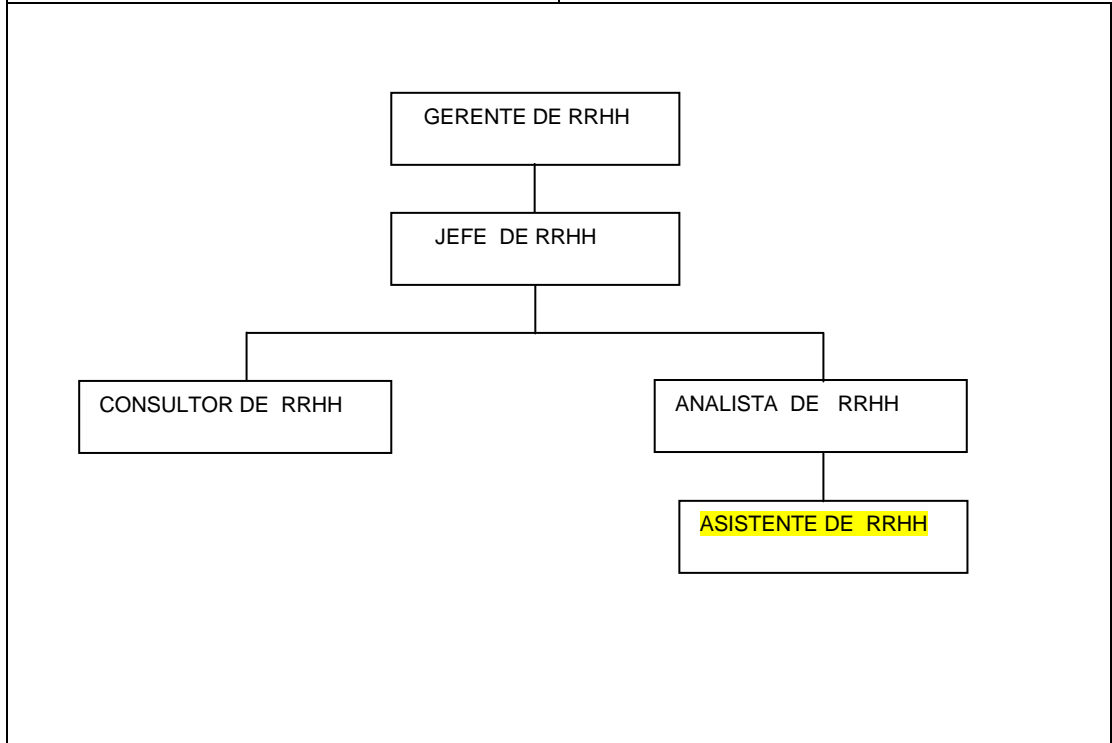 GERENTE DE RRHH
JEFE DE RRHH
CONSULTOR DE RRHH
ANALISTA DE RRHH
ASISTENTE DE RRHH